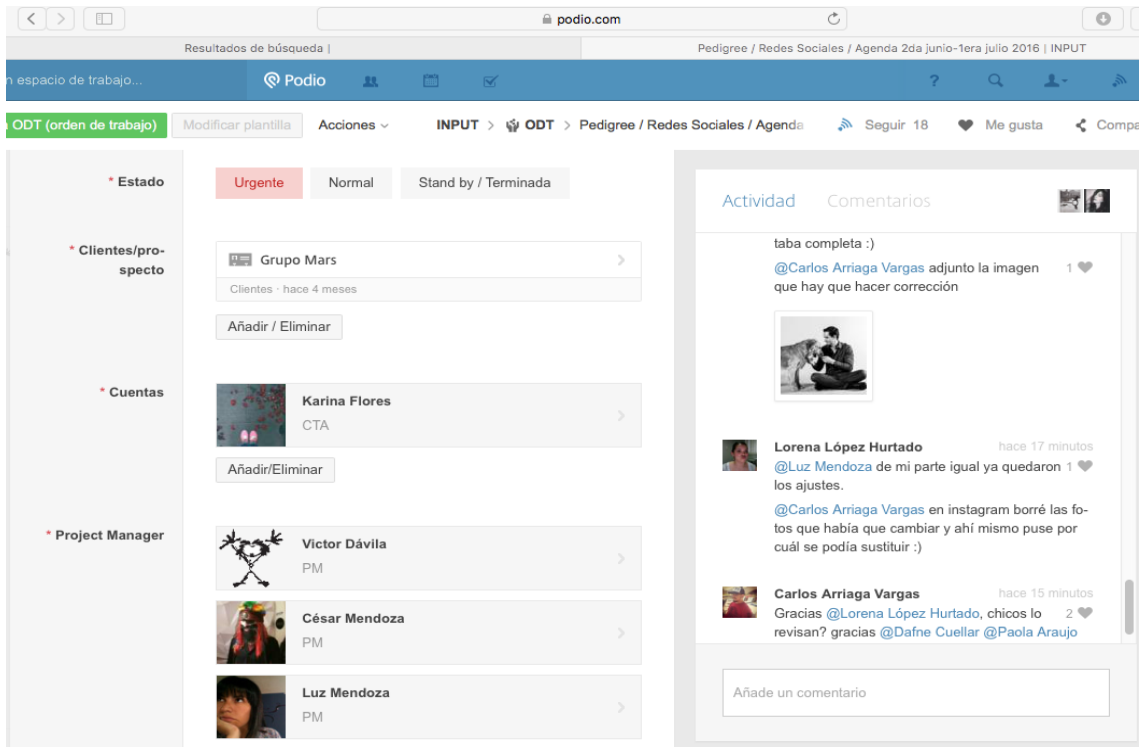 podio.com
Resultados de búsqueda |
Pedigree / Redes Sociales / Agenda 2da junio-1era julio 2016 | INPUT
espacio de trabajo...
Podio
?
ODT (orden de trabajo)
Modificar plantilla
Acciones
INPUT > ODT > Pedigree / Redes Sociales / Agenda
Seguir 18
Me gusta
* Estado
Urgente
Normal
Stand by / Terminada
* Clientes/pro-
specto
Grupo Mars
Clientes · hace 4 meses
Añadir / Eliminar
* Cuentas
Karina Flores
CTA
Añadir/Eliminar
* Project Manager
Victor Dávila
PM
César Mendoza
PM
Luz Mendoza
PM
Actividad
Comentarios
taba completa :)
@Carlos Arriaga Vargas adjunto la imagen 1
que hay que hacer corrección
Lorena López Hurtado hace 17 minutos
@Luz Mendoza de mi parte igual ya quedaron 1
los ajustes.
@Carlos Arriaga Vargas en instagram borré las fo-
tos que había que cambiar y ahí mismo puse por
cuál se podía sustituir :)
Carlos Arriaga Vargas hace 15 minutos
Gracias @Lorena López Hurtado, chicos lo 2
revisan? gracias @Dafne Cuellar @Paola Araujo
Añade un comentario